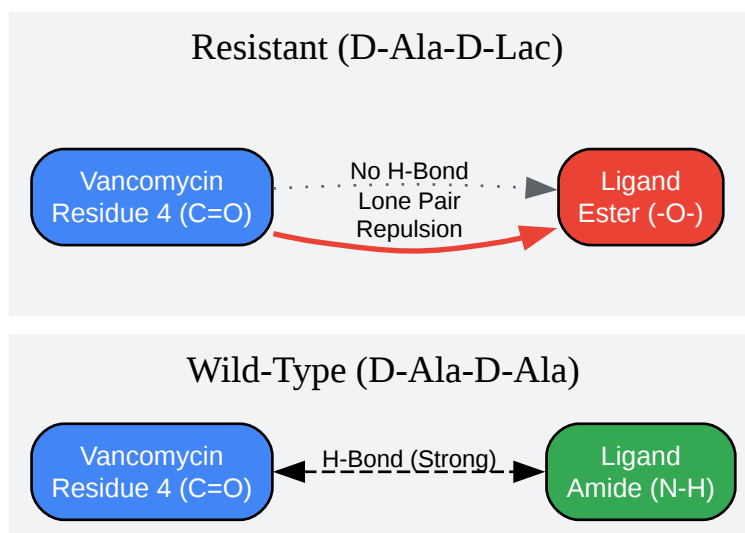 Resistant (D-Ala-D-Lac)
Vancomycin
Residue 4 (C=O)
No H-Bond
Lone Pair
Repulsion
Ligand
Ester (-O-)
Wild-Type (D-Ala-D-Ala)
Vancomycin
Residue 4 (C=O)
H-Bond (Strong)
Ligand
Amide (N-H)